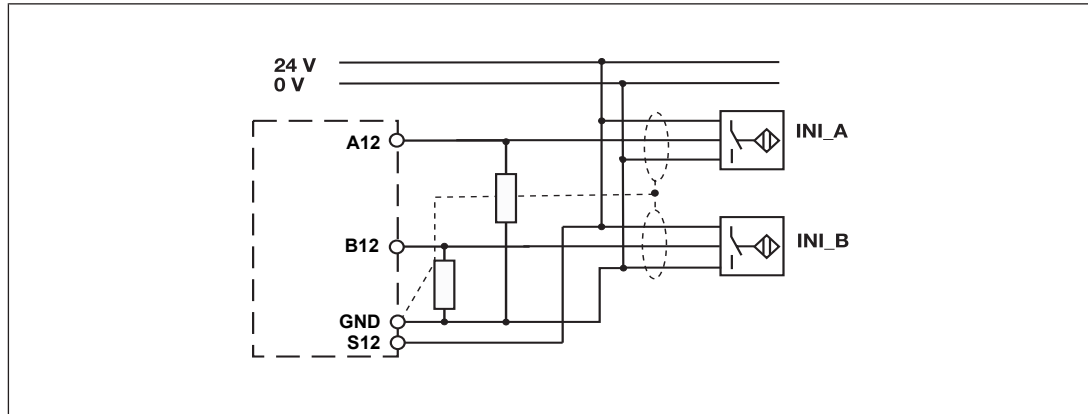 24 V
0 V
A12
INI_A
B12
INI_B
GND
S12